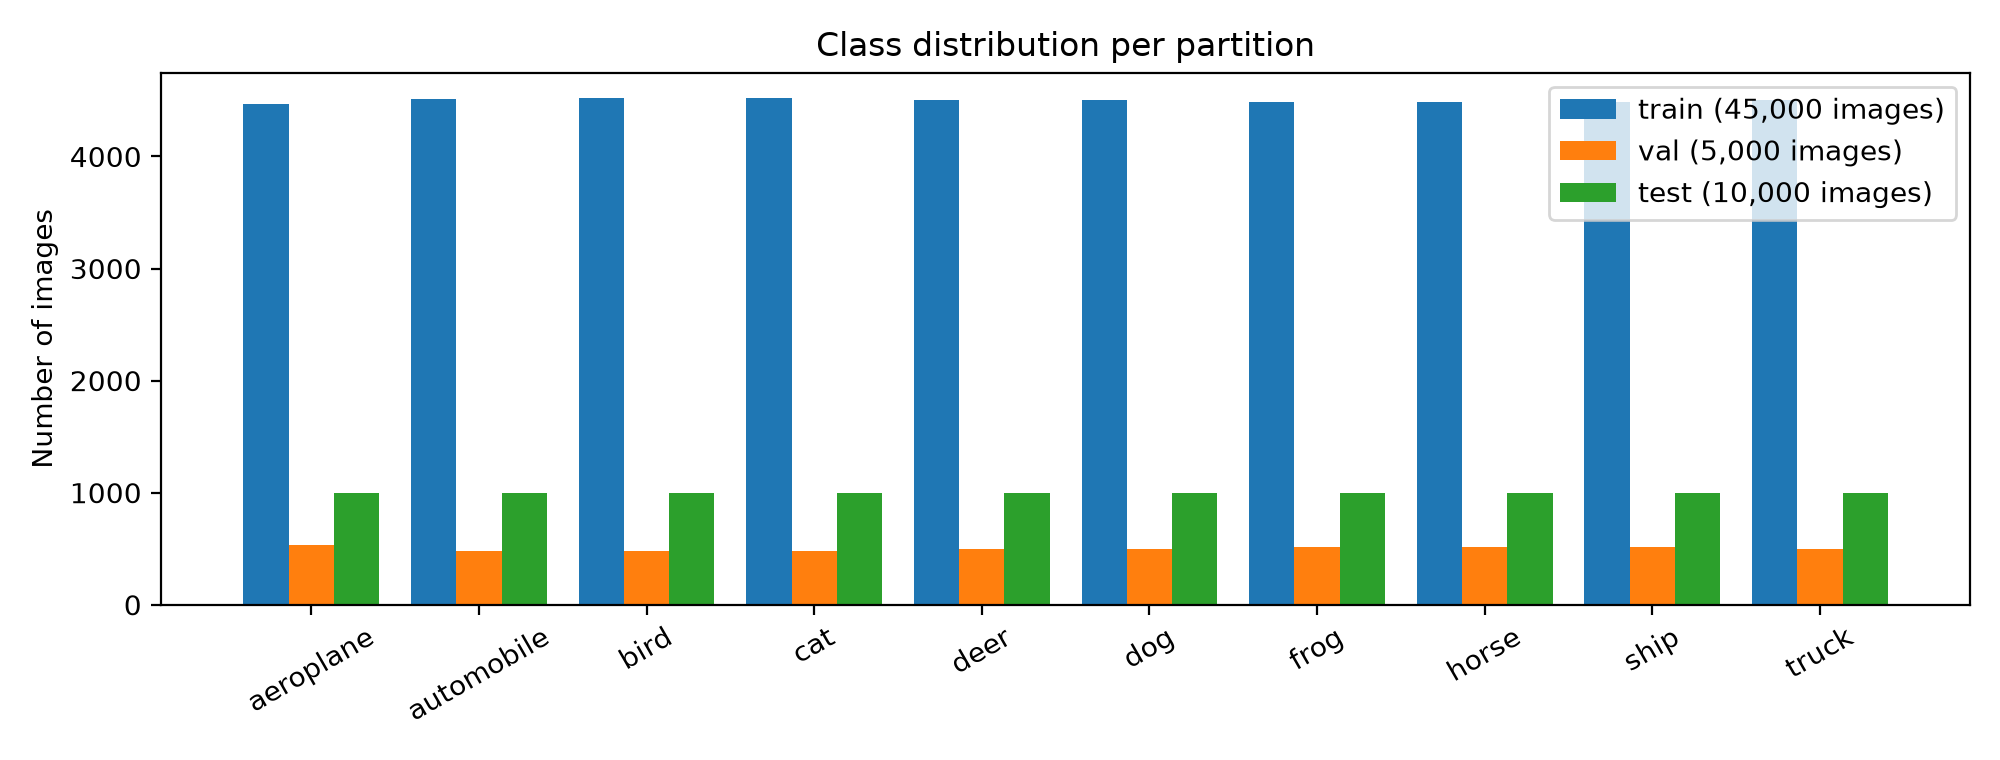 Class distribution per partition
train (45,000 images)
val (5,000 images)
test (10,000 images)
Number of images
4000
3000
2000
1000
0
aeroplane
automobile
bird
cat
deer
dog
frog
horse
ship
truck